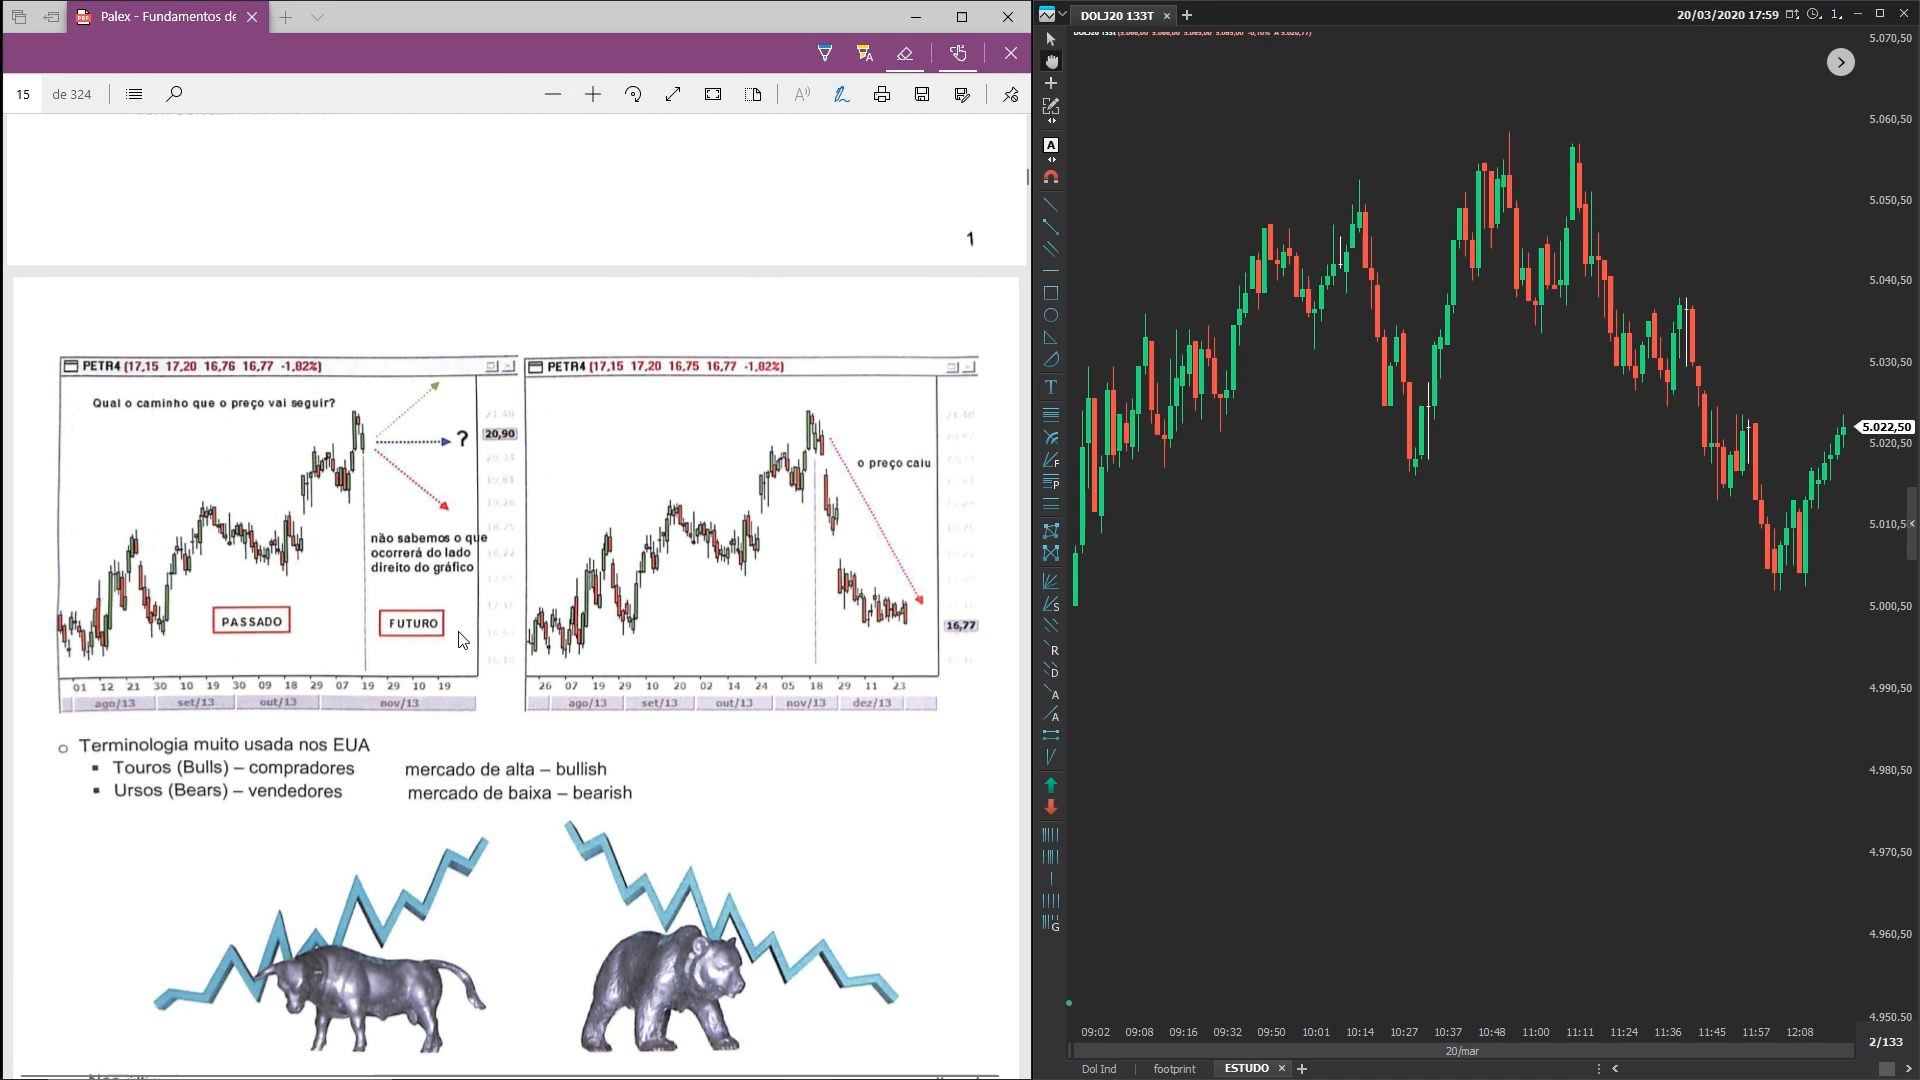 Palex - Fundamentos de
15 de 324
1
PETR4 (17,15 17,20 16,76 16,77 -1,82%)
Qual o caminho que o preço vai seguir?
?
20,90
não sabemos o que
ocorrerá do lado
direito do gráfico
PASSADO
FUTURO
01 12 21 30 10 19 30 09 18 29 07 19 29 10 19
ago/13 set/13 out/13 nov/13
PETR4 (17,15 17,20 16,75 16,77 -1,82%)
o preço caiu
16,77
26 07 19 29 10 20 02 14 24 05 18 29 11 23
ago/13 set/13 out/13 nov/13 dez/13
Terminologia muito usada nos EUA
Touros (Bulls) – compradores mercado de alta – bullish
Ursos (Bears) – vendedores mercado de baixa – bearish
DOLJ20 133T
20/03/2020 17:59
5.070,50
5.060,50
5.050,50
5.040,50
5.030,50
5.022,50
5.020,50
5.010,5
5.000,50
4.990,50
4.980,50
4.970,50
4.960,50
4.950,50
09:02 09:08 09:16 09:32 09:50 10:01 10:14 10:27 10:37 10:48 11:00 11:11 11:24 11:36 11:45 11:57 12:08
2/133
20/mar
Dol Ind footprint ESTUDO